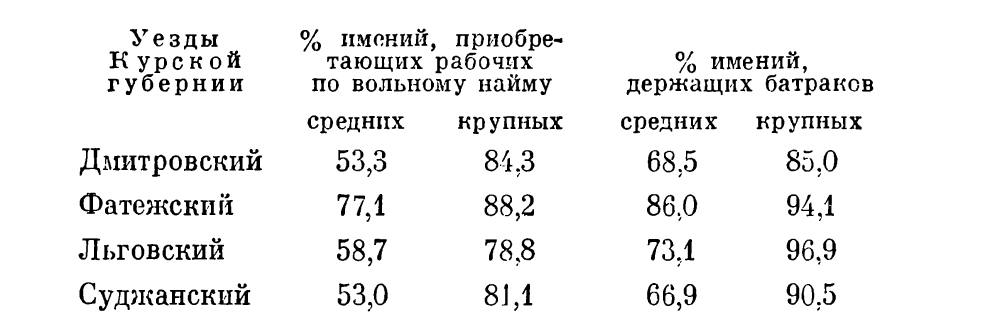 Уезды % имений, приобре-
Курской тающих рабочих % имений,
губернии по вольному найму держащих батраков
средних крупных средних крупных
Дмитровский 53,3 84,3 68,5 85,0
Фатежский 77,1 88,2 86,0 94,1
Льговский 58,7 78,8 73,1 96,9
Суджанский 53,0 81,1 66,9 90,5